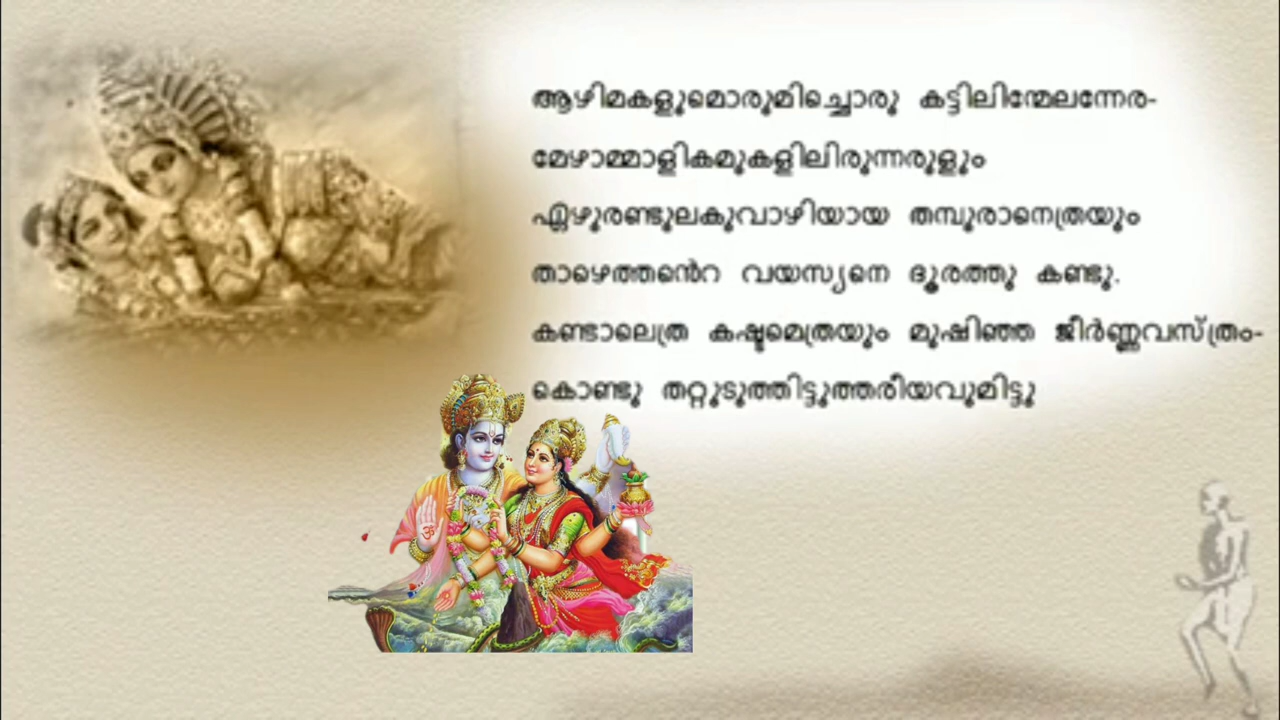 ആഴിമകളുമൊരുമിച്ചൊരു കട്ടിലിന്മേലന്നേര-
മേഴാമ്മാളികമുകളിലിരുന്നരുളും
ഏഴുരണ്ടുലകുവാഴിയായ തമ്പുരാനെത്രയും
താഴെത്തൻെറ വയസ്യനെ ദൂരത്തു കണ്ടു.
കണ്ടാലെത്ര കഷ്ടമെത്രയും മുഷിഞ്ഞ ജീർണ്ണവസ്ത്രം-
കൊണ്ടു തറ്റുടുത്തിട്ടുത്തരീയവുമിട്ടു